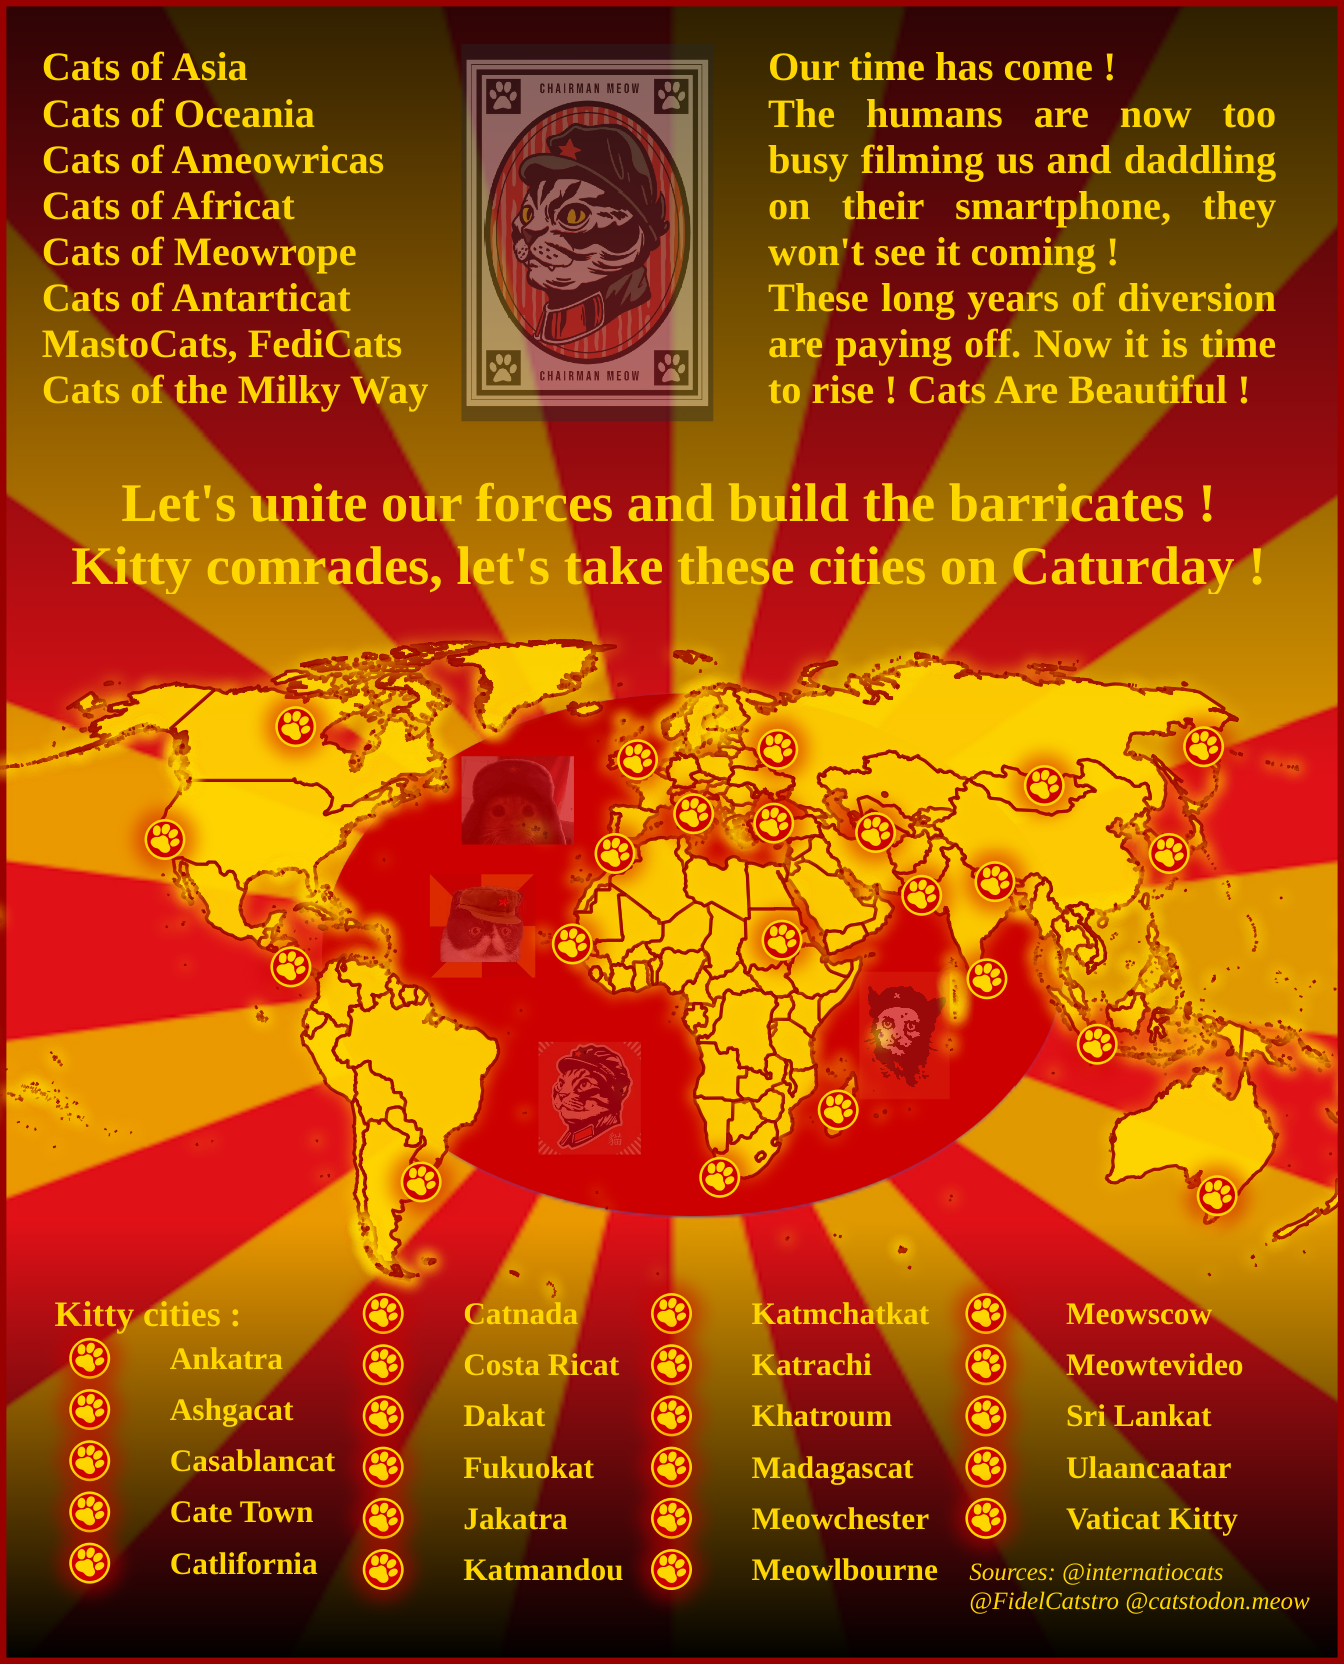 Cats of Asia
Cats of Oceania
Cats of Ameowricas
Cats of Africat
Cats of Meowrope
Cats of Antarticat
MastoCats, FediCats
Cats of the Milky Way
CHAIRMAN MEOW
CHAIRMAN MEOW
Our time has come !
The humans are now too
busy filming us and daddling
on their smartphone, they
won't see it coming !
These long years of diversion
are paying off. Now it is time
to rise ! Cats Are Beautiful !
Let's unite our forces and build the barricates !
Kitty comrades, let's take these cities on Caturday !
Kitty cities :
Ankatra
Ashgacat
Casablancat
Cate Town
Catlifornia
Catnada
Costa Ricat
Dakat
Fukuokat
Jakatra
Katmandou
Katmchatkat
Katrachi
Khatroum
Madagascat
Meowchester
Meowlbourne
Meowscow
Meowtevideo
Sri Lankat
Ulaancaatar
Vaticat Kitty
Sources: @internatiocats
@FidelCatstro @catstodon.meow